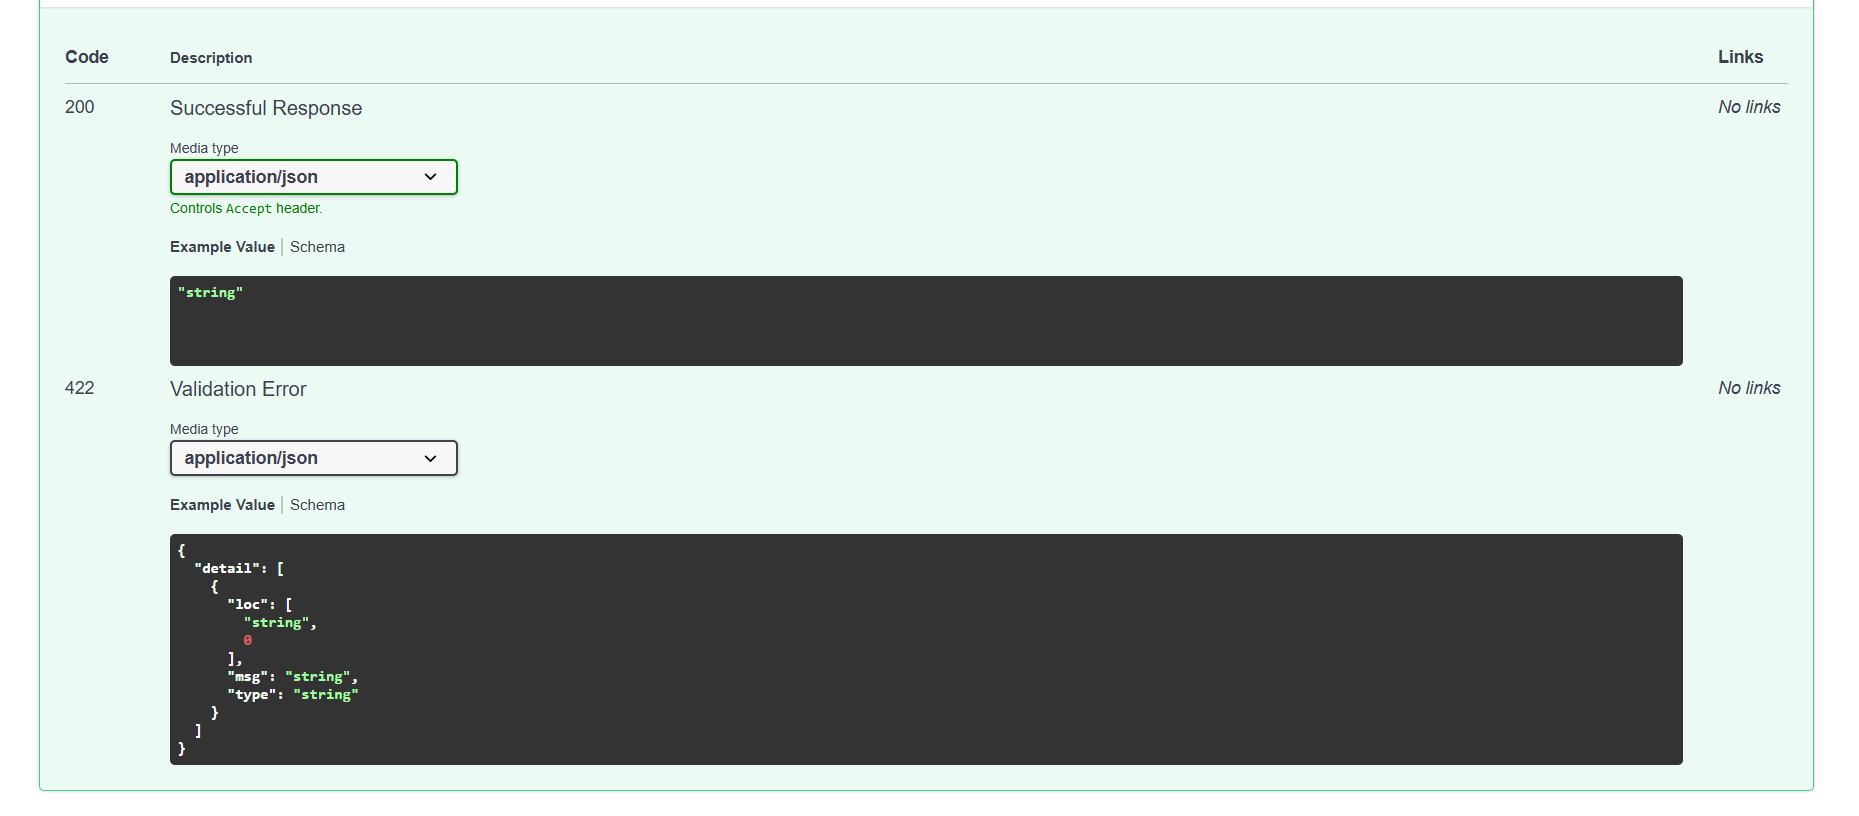 Code Description Links
200 Successful Response No links
Media type
application/json
Controls Accept header.
Example Value Schema
"string"
422 Validation Error No links
Media type
application/json
Example Value Schema
{
  "detail": [
    {
      "loc": [
        "string",
        0
      ],
      "msg": "string",
      "type": "string"
    }
  ]
}